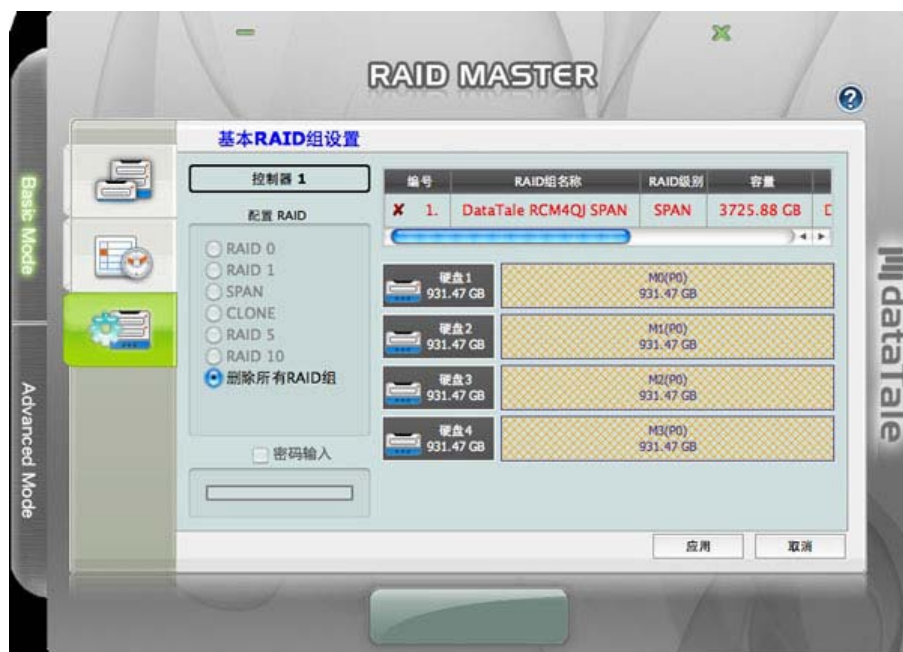 RAID MASTER
?
Basic Mode
Advanced Mode
基本RAID组设置
控制器 1
配置 RAID
RAID 0
RAID 1
SPAN
CLONE
RAID 5
RAID 10
删除所有RAID组
密码输入
编号 RAID组名称 RAID级别 容量
1. DataTale RCM4QJ SPAN SPAN 3725.88 GB
硬盘1
931.47 GB
M0(P0)
931.47 GB
硬盘2
931.47 GB
M1(P0)
931.47 GB
硬盘3
931.47 GB
M2(P0)
931.47 GB
硬盘4
931.47 GB
M3(P0)
931.47 GB
应用 取消
dataTale